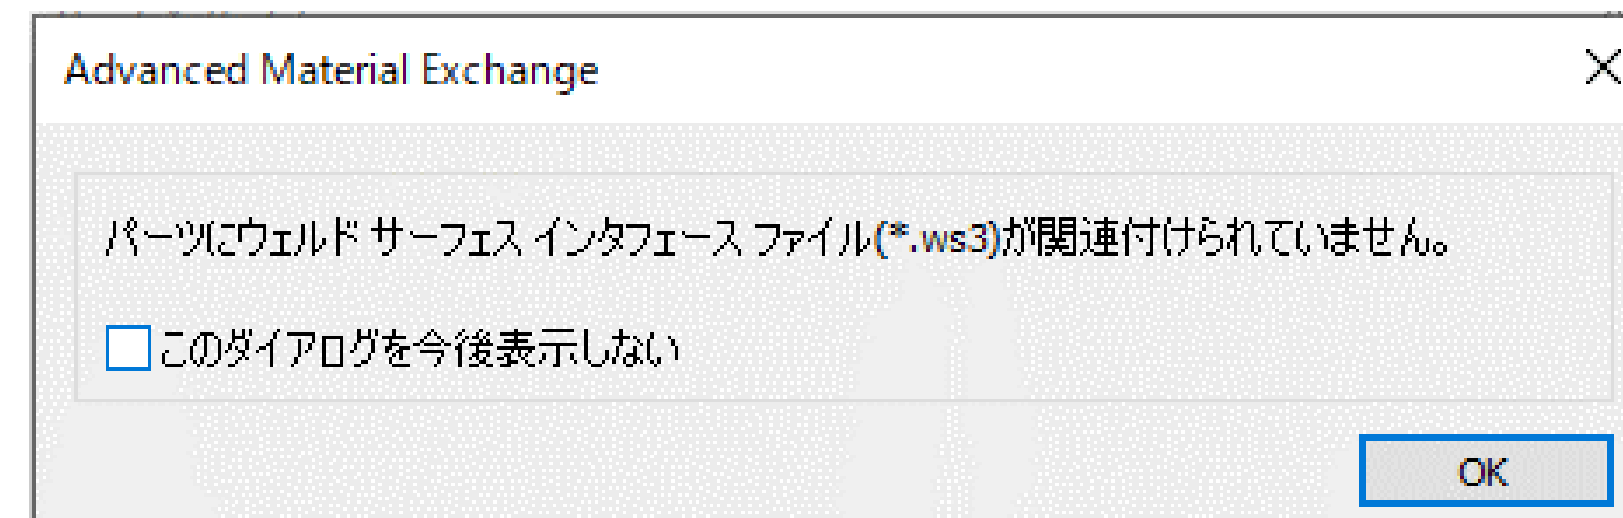 Advanced Material Exchange
パーツにウェルド サーフェス インタフェース ファイル(*.ws3)が関連付けられていません。
このダイアログを今後表示しない
OK